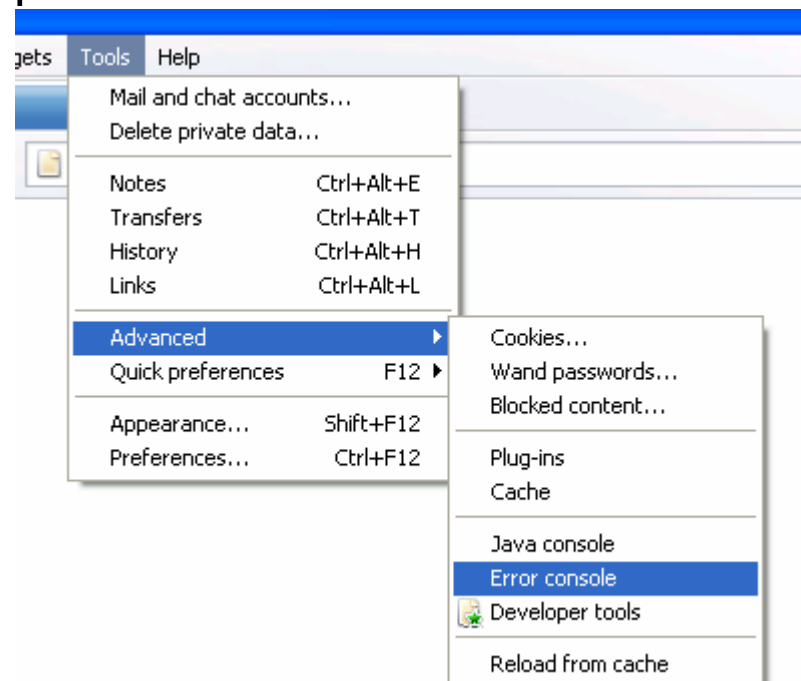 gets Tools Help
Mail and chat accounts...
Delete private data...
Notes Ctrl+Alt+E
Transfers Ctrl+Alt+T
History Ctrl+Alt+H
Links Ctrl+Alt+L
Advanced
Quick preferences F12
Appearance... Shift+F12
Preferences... Ctrl+F12
Cookies...
Wand passwords...
Blocked content...
Plug-ins
Cache
Java console
Error console
Developer tools
Reload from cache